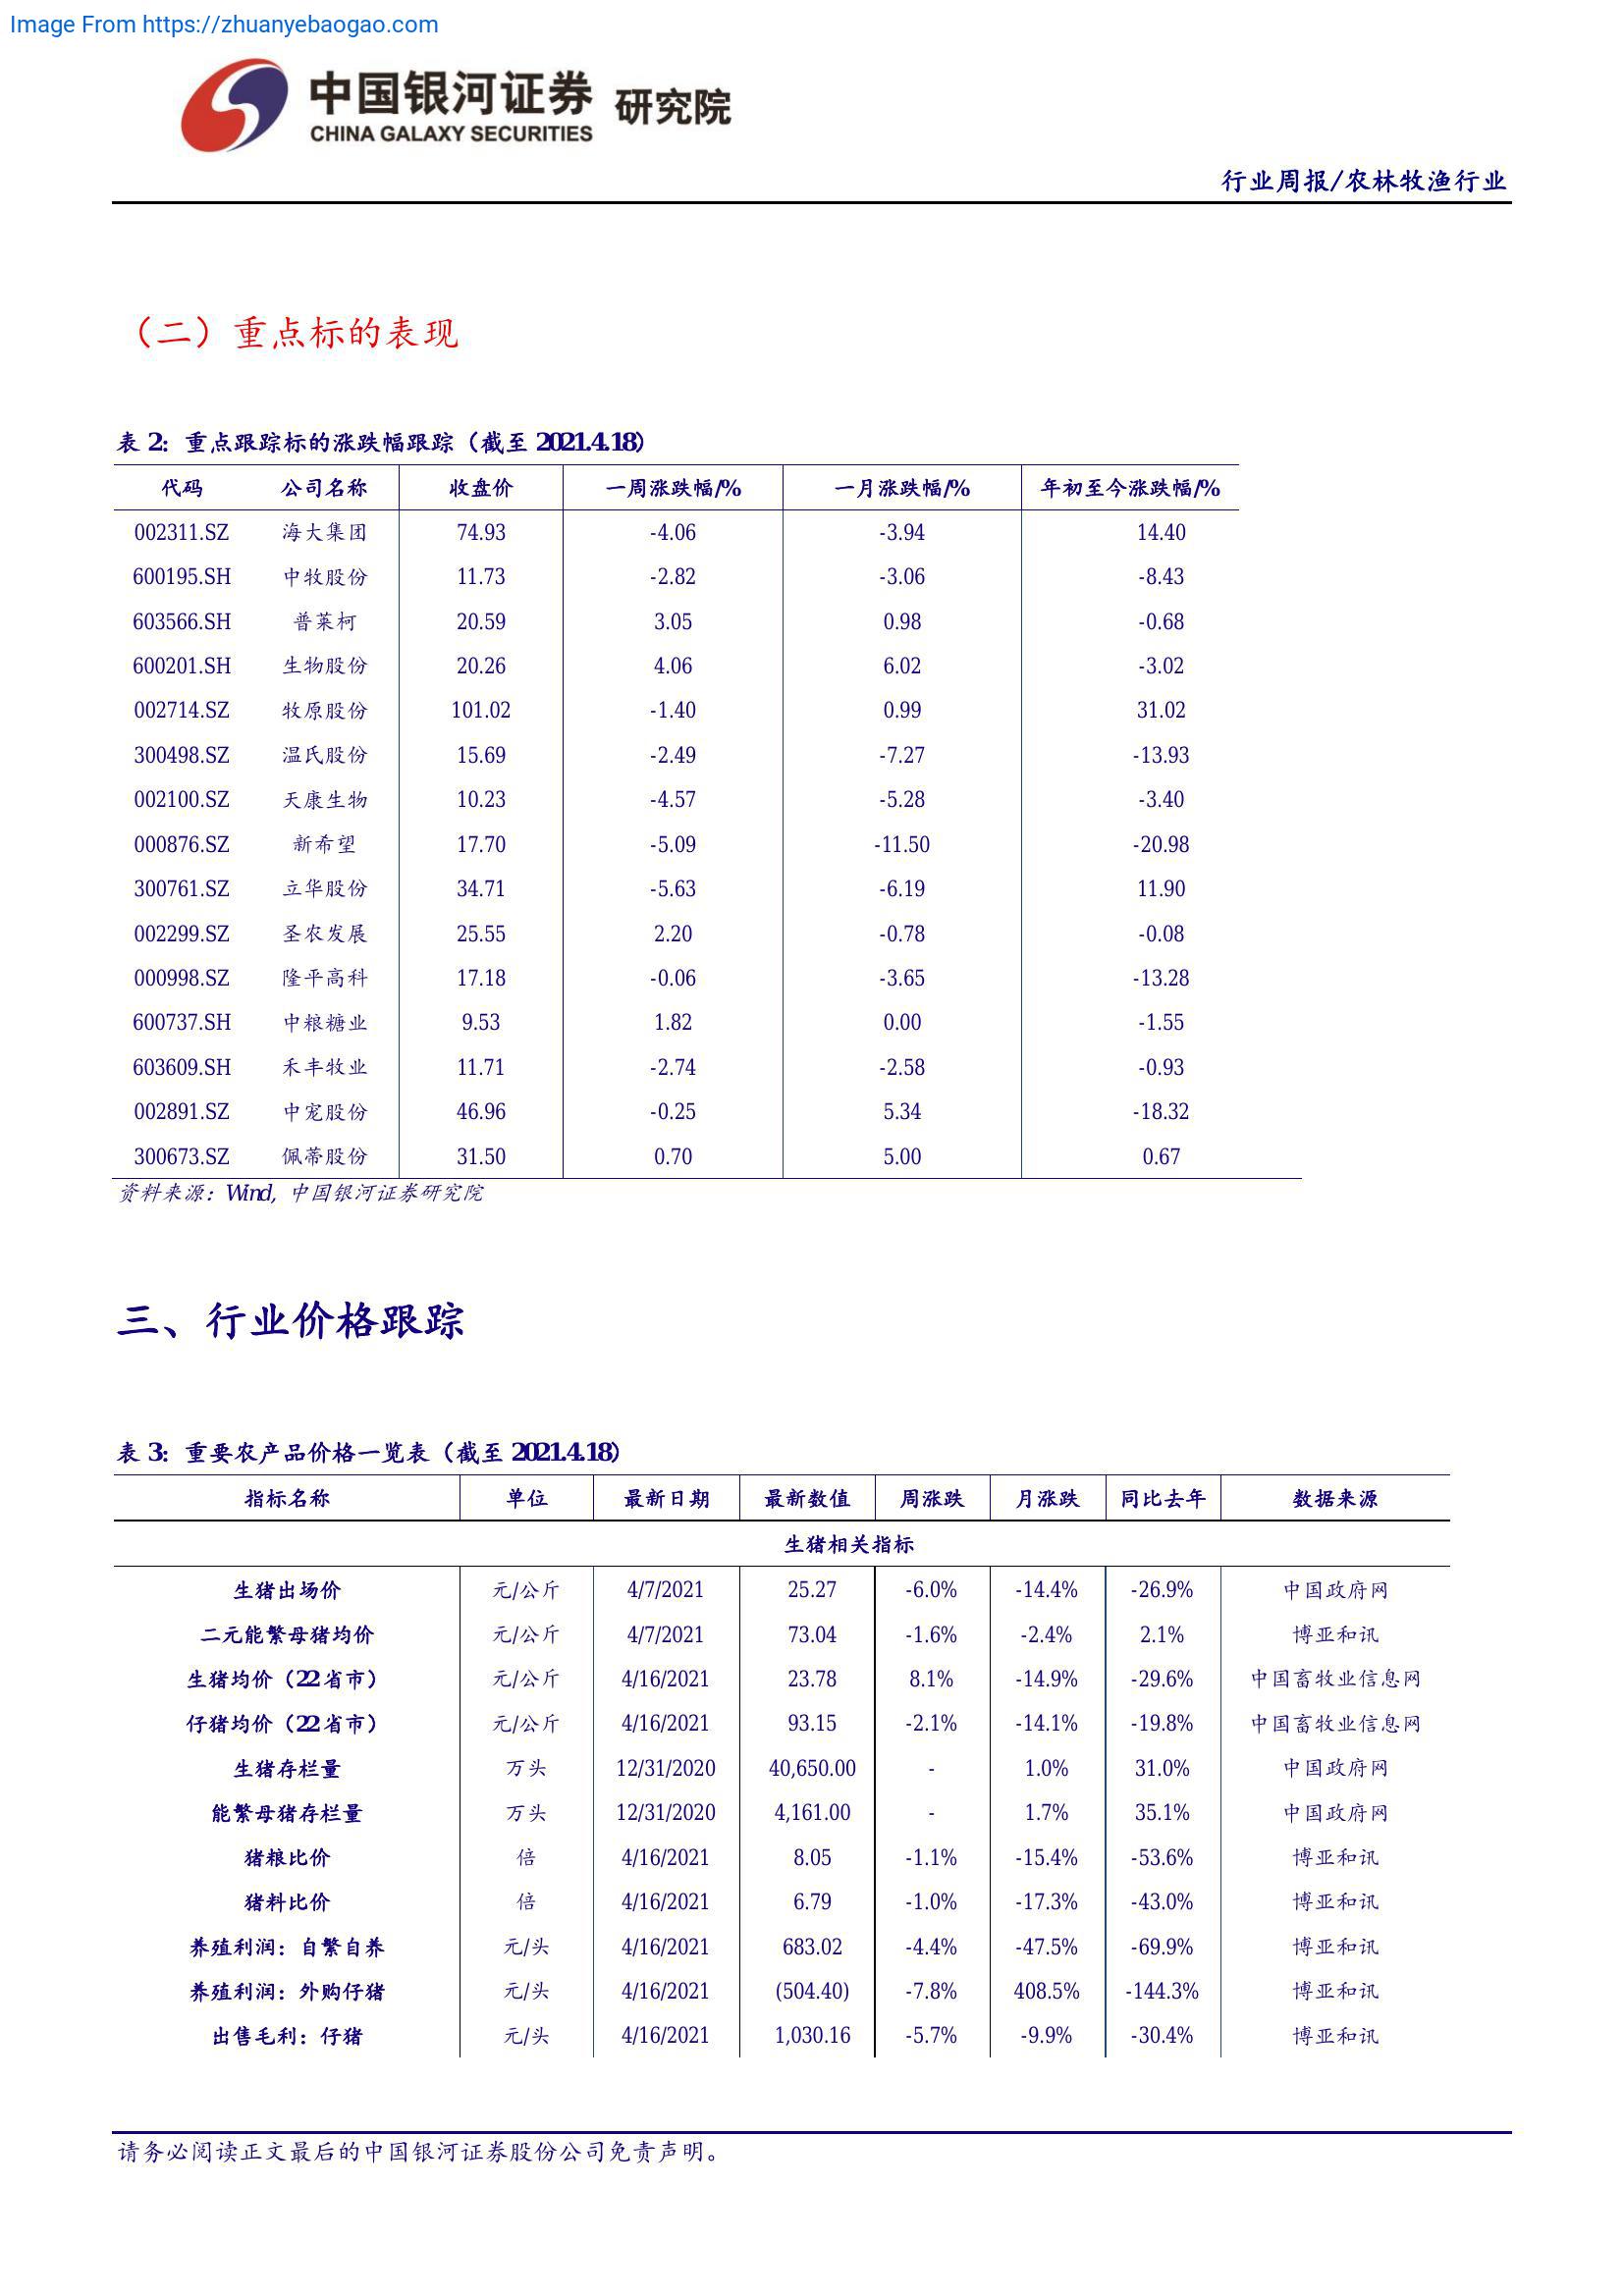 Image From https://zhuanyebaogao.com
中国银河证券 研究院
CHINA GALAXY SECURITIES
行业周报/农林牧渔行业
（二）重点标的表现
表 2：重点跟踪标的涨跌幅跟踪（截至 2021.4.18）
代码 公司名称 收盘价 一周涨跌幅/% 一月涨跌幅/% 年初至今涨跌幅/%
002311.SZ 海大集团 74.93 -4.06 -3.94 14.40
600195.SH 中牧股份 11.73 -2.82 -3.06 -8.43
603566.SH 普莱柯 20.59 3.05 0.98 -0.68
600201.SH 生物股份 20.26 4.06 6.02 -3.02
002714.SZ 牧原股份 101.02 -1.40 0.99 31.02
300498.SZ 温氏股份 15.69 -2.49 -7.27 -13.93
002100.SZ 天康生物 10.23 -4.57 -5.28 -3.40
000876.SZ 新希望 17.70 -5.09 -11.50 -20.98
300761.SZ 立华股份 34.71 -5.63 -6.19 11.90
002299.SZ 圣农发展 25.55 2.20 -0.78 -0.08
000998.SZ 隆平高科 17.18 -0.06 -3.65 -13.28
600737.SH 中粮糖业 9.53 1.82 0.00 -1.55
603609.SH 禾丰牧业 11.71 -2.74 -2.58 -0.93
002891.SZ 中宠股份 46.96 -0.25 5.34 -18.32
300673.SZ 佩蒂股份 31.50 0.70 5.00 0.67
资料来源：Wind，中国银河证券研究院
三、行业价格跟踪
表 3：重要农产品价格一览表（截至 2021.4.18）
指标名称 单位 最新日期 最新数值 周涨跌 月涨跌 同比去年 数据来源
生猪相关指标
生猪出场价 元/公斤 4/7/2021 25.27 -6.0% -14.4% -26.9% 中国政府网
二元能繁母猪均价 元/公斤 4/7/2021 73.04 -1.6% -2.4% 2.1% 博亚和讯
生猪均价（22 省市） 元/公斤 4/16/2021 23.78 8.1% -14.9% -29.6% 中国畜牧业信息网
仔猪均价（22 省市） 元/公斤 4/16/2021 93.15 -2.1% -14.1% -19.8% 中国畜牧业信息网
生猪存栏量 万头 12/31/2020 40,650.00 - 1.0% 31.0% 中国政府网
能繁母猪存栏量 万头 12/31/2020 4,161.00 - 1.7% 35.1% 中国政府网
猪粮比价 倍 4/16/2021 8.05 -1.1% -15.4% -53.6% 博亚和讯
猪料比价 倍 4/16/2021 6.79 -1.0% -17.3% -43.0% 博亚和讯
养殖利润：自繁自养 元/头 4/16/2021 683.02 -4.4% -47.5% -69.9% 博亚和讯
养殖利润：外购仔猪 元/头 4/16/2021 (504.40) -7.8% 408.5% -144.3% 博亚和讯
出售毛利：仔猪 元/头 4/16/2021 1,030.16 -5.7% -9.9% -30.4% 博亚和讯
请务必阅读正文最后的中国银河证券股份公司免责声明。